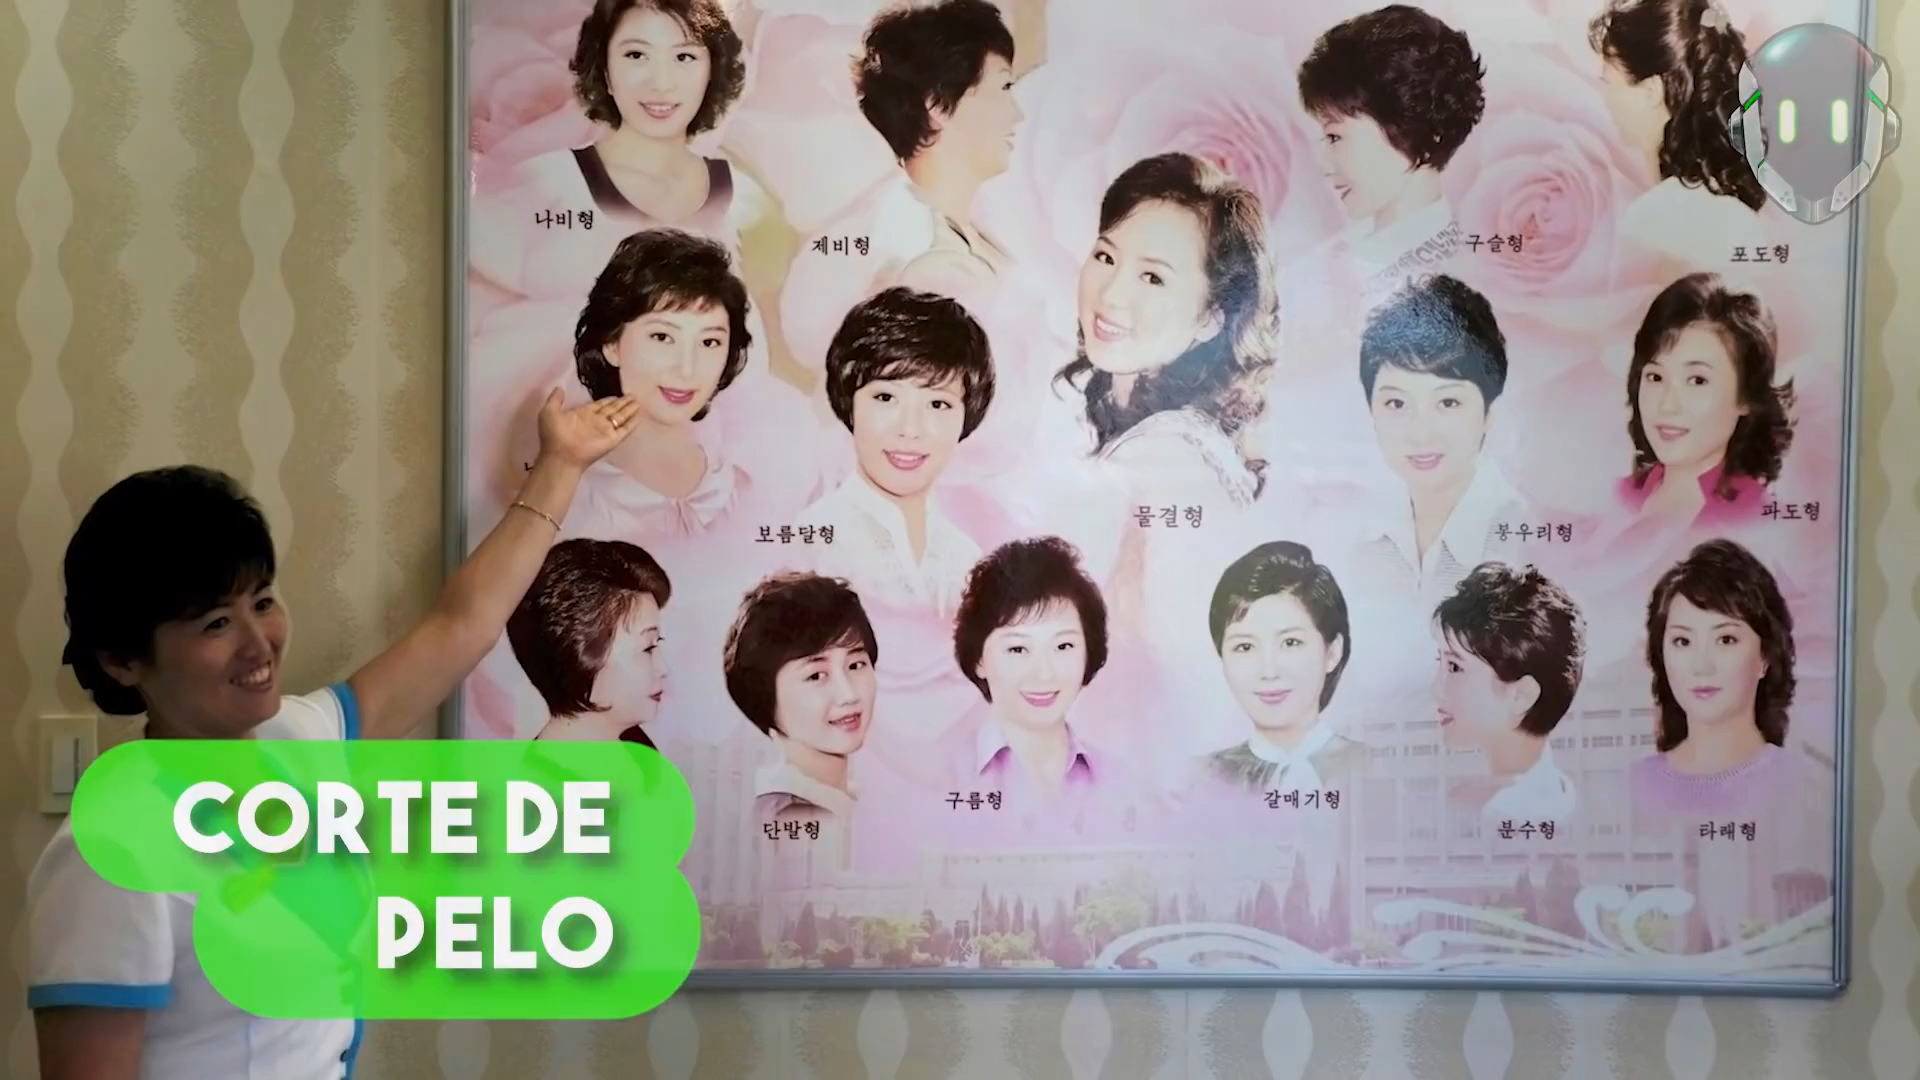 나비형
제비형
구슬형
포도형
보름달형
물결형
봉우리형
파도형
단발형
구름형
갈매기형
분수형
타래형
CORTE DE
PELO